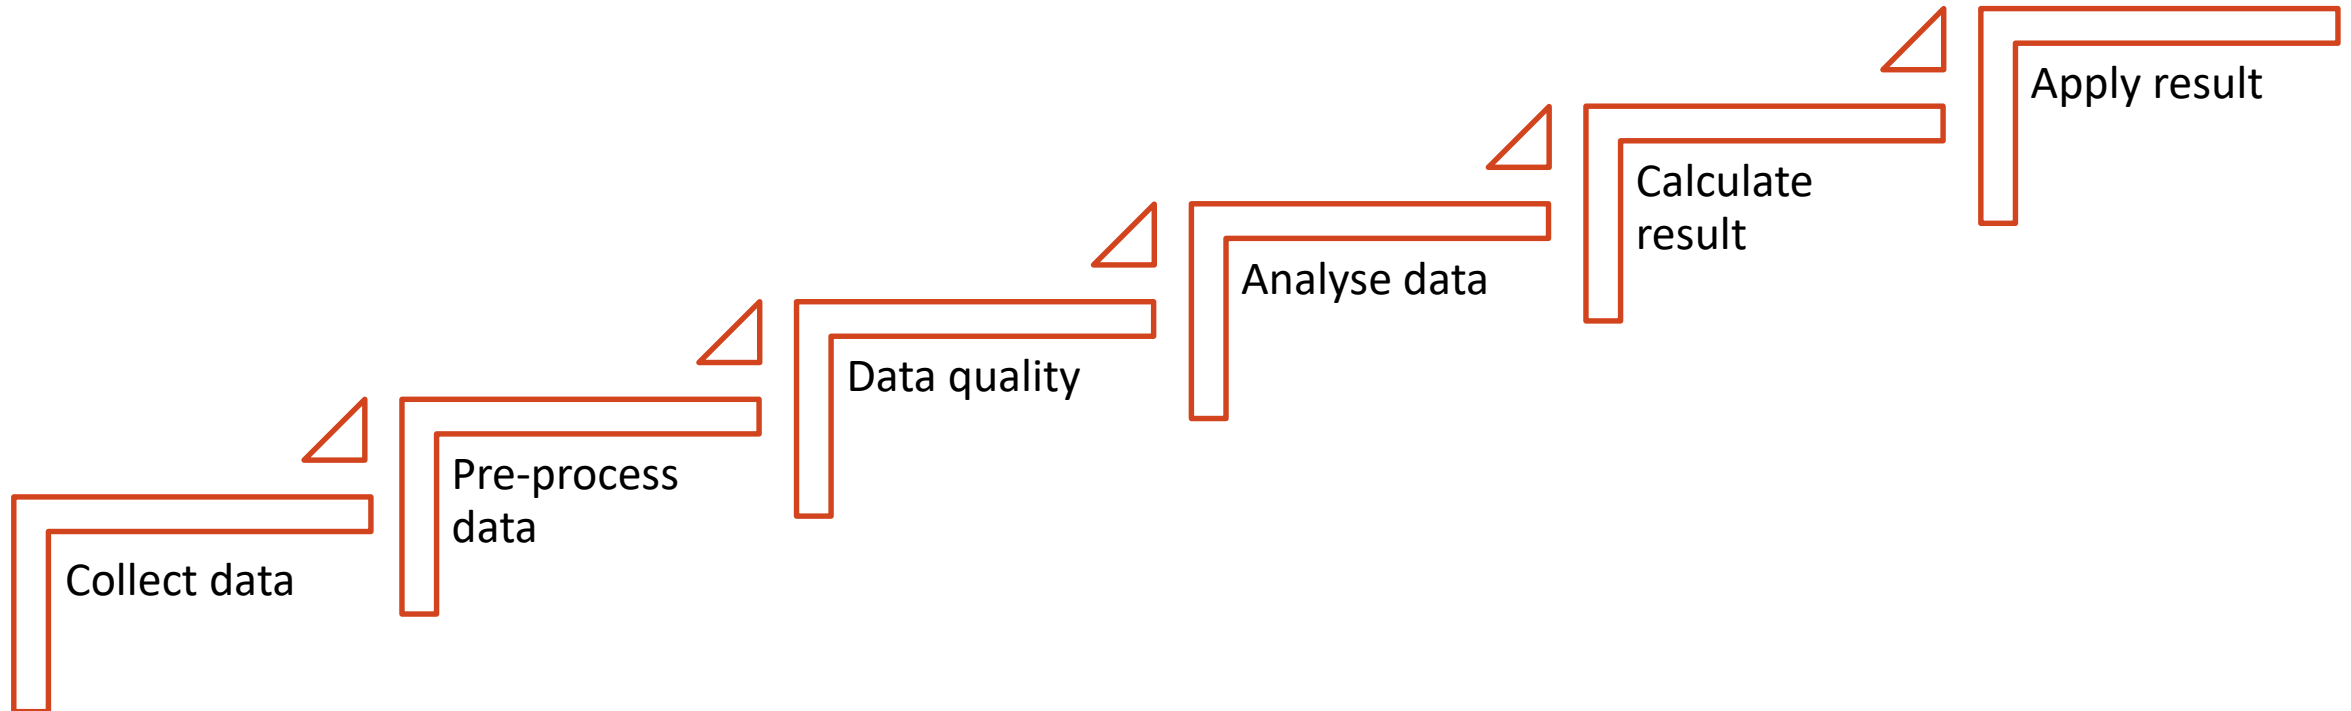 Collect data
Pre-process
data
Data quality
Analyse data
Calculate
result
Apply result